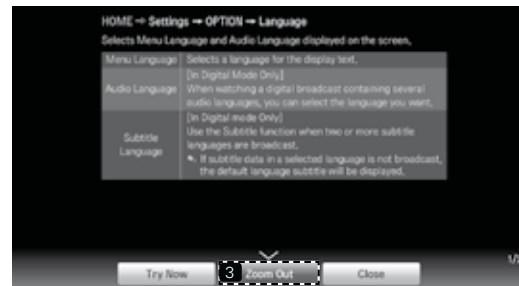 HOME → Settings → OPTION → Language
Selects Menu Language and Audio Language displayed on the screen.
Menu Language Selects a language for the display text.
Audio Language [In Digital Mode Only]
When watching a digital broadcast containing several
audio languages, you can select the language you want.
Subtitle Language [In Digital mode Only]
Use the Subtitle function when two or more subtitle
languages are broadcast.
If subtitle data in a selected language is not broadcast,
the default language subtitle will be displayed.
Try Now 3 Zoom Out Close